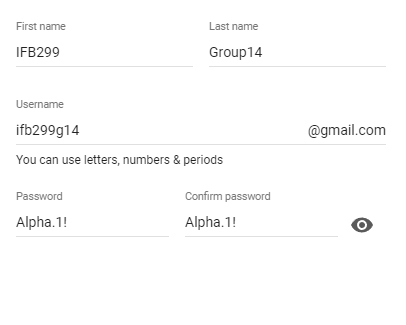 First name Last name
IFB299 Group14
Username
ifb299g14 @gmail.com
You can use letters, numbers & periods
Password Confirm password
Alpha.1! Alpha.1!